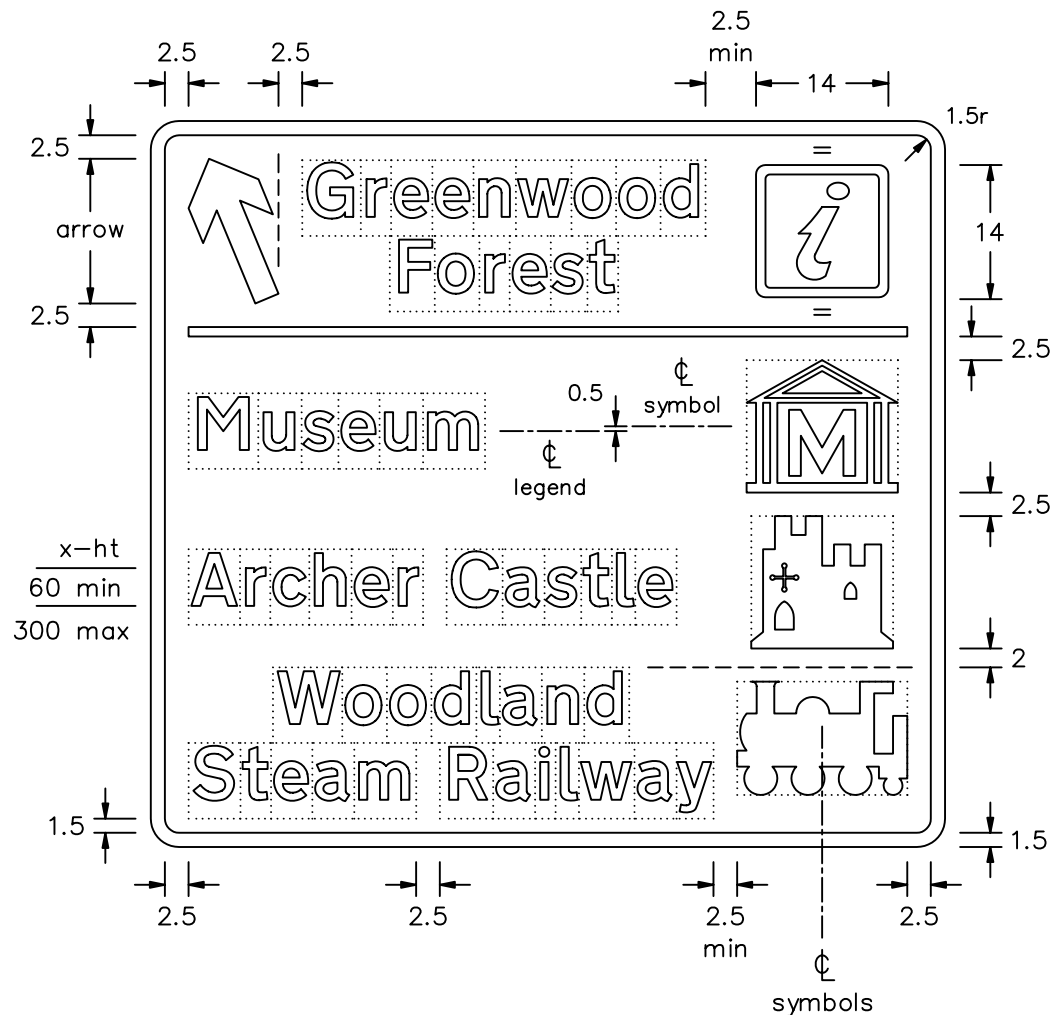 2.5
min
2.5
2.5
14
1.5r
2.5
=
Greenwood
i
arrow
14
Forest
2.5
=
2.5
0.5
℄
symbol
Museum
M
℄
legend
2.5
x-ht
60 min
300 max
Archer Castle
2
Woodland
Steam Railway
1.5
1.5
2.5
2.5
2.5
min
2.5
℄
symbols